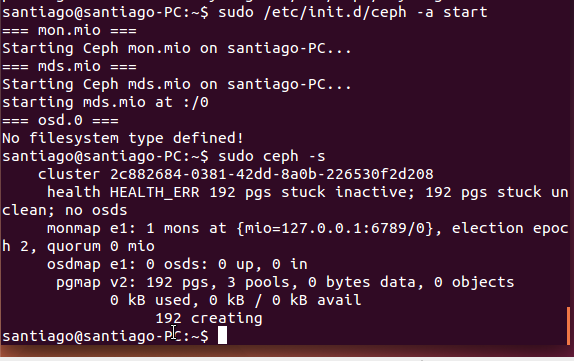 santiago@santiago-PC:~$ sudo /etc/init.d/ceph -a start
=== mon.mio ===
Starting Ceph mon.mio on santiago-PC...
=== mds.mio ===
Starting Ceph mds.mio on santiago-PC...
starting mds.mio at :/0
=== osd.0 ===
No filesystem type defined!
santiago@santiago-PC:~$ sudo ceph -s
    cluster 2c882684-0381-42dd-8a0b-226530f2d208
     health HEALTH_ERR 192 pgs stuck inactive; 192 pgs stuck un
clean; no osds
     monmap e1: 1 mons at {mio=127.0.0.1:6789/0}, election epoc
h 2, quorum 0 mio
     osdmap e1: 0 osds: 0 up, 0 in
      pgmap v2: 192 pgs, 3 pools, 0 bytes data, 0 objects
            0 kB used, 0 kB / 0 kB avail
                 192 creating
santiago@santiago-PC:~$